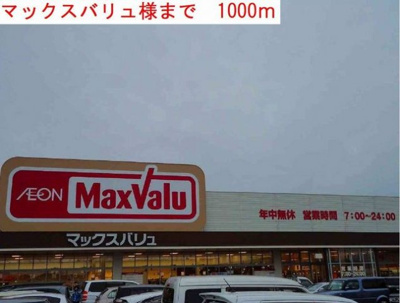 マックスバリュ様まで 1000m
ÆON MaxValu
年中無休 営業時間 7:00~24:00
マックスバリュ